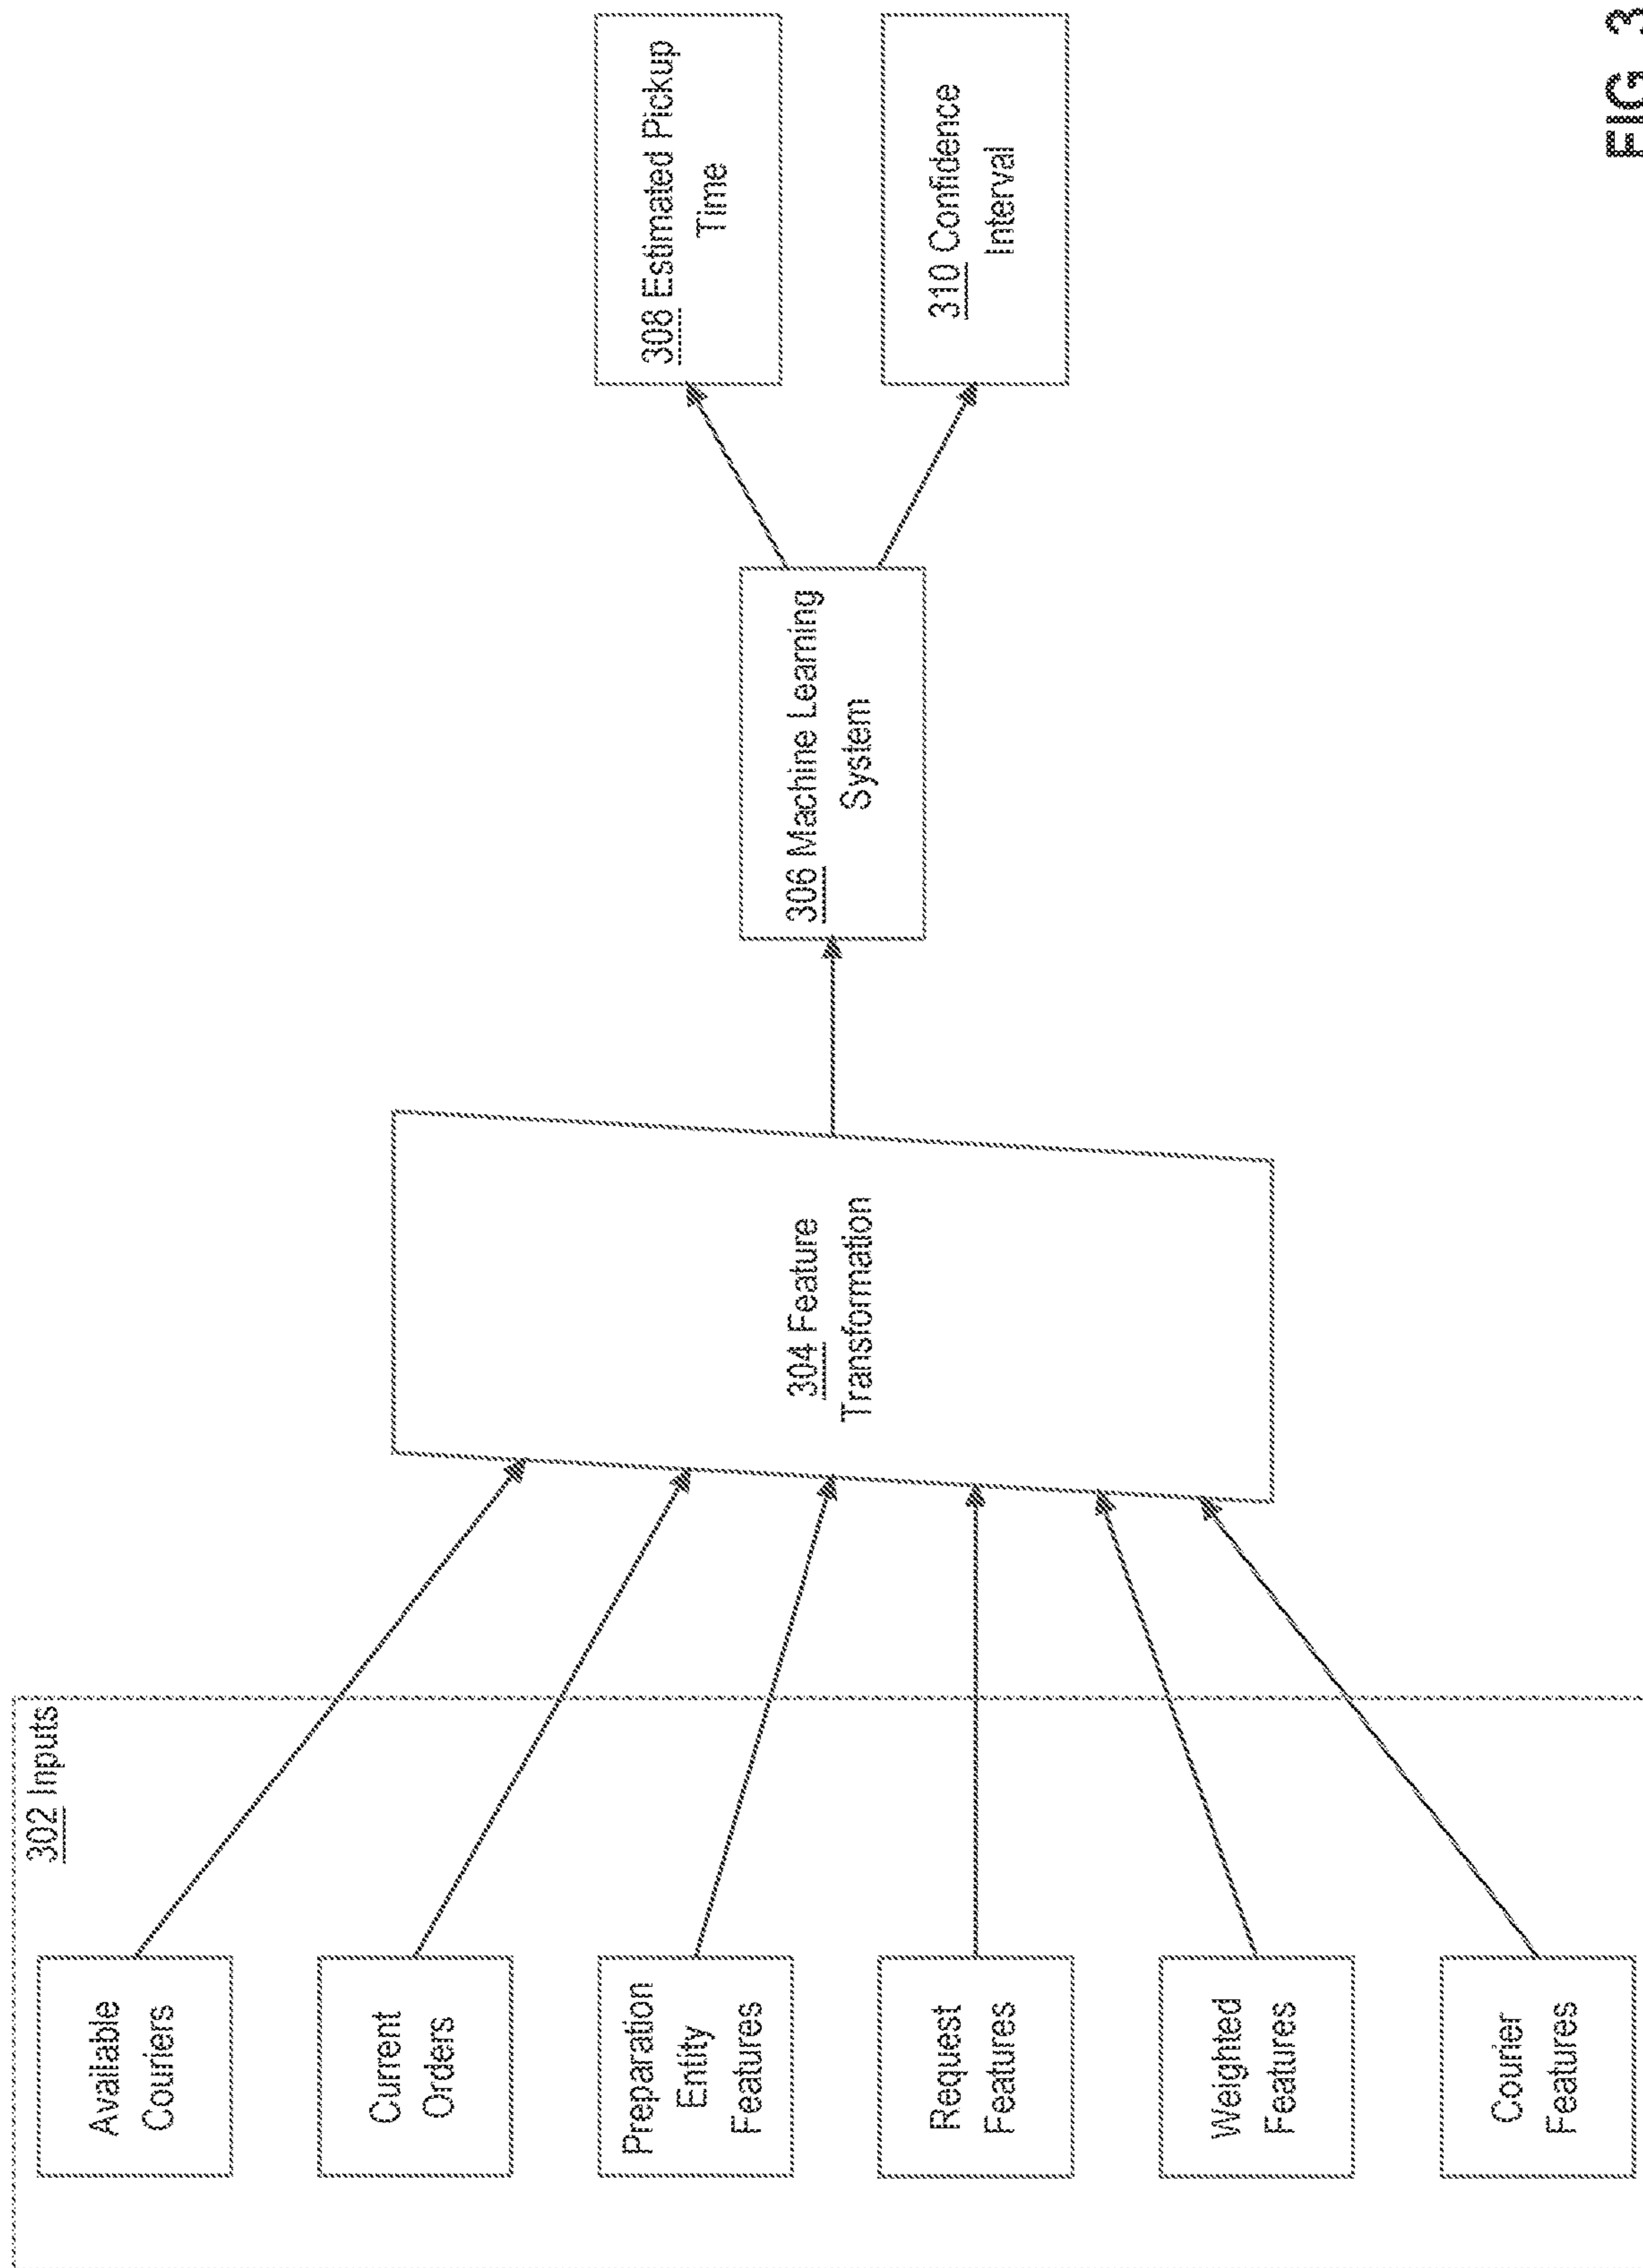 302 Inputs
Available
Couriers
Current
Orders
Preparation
Entity
Features
Request
Features
Weighted
Features
Courier
Features
304 Feature
Transformation
306 Machine Learning
System
308 Estimated Pickup
Time
310 Confidence
Interval
FIG. 3